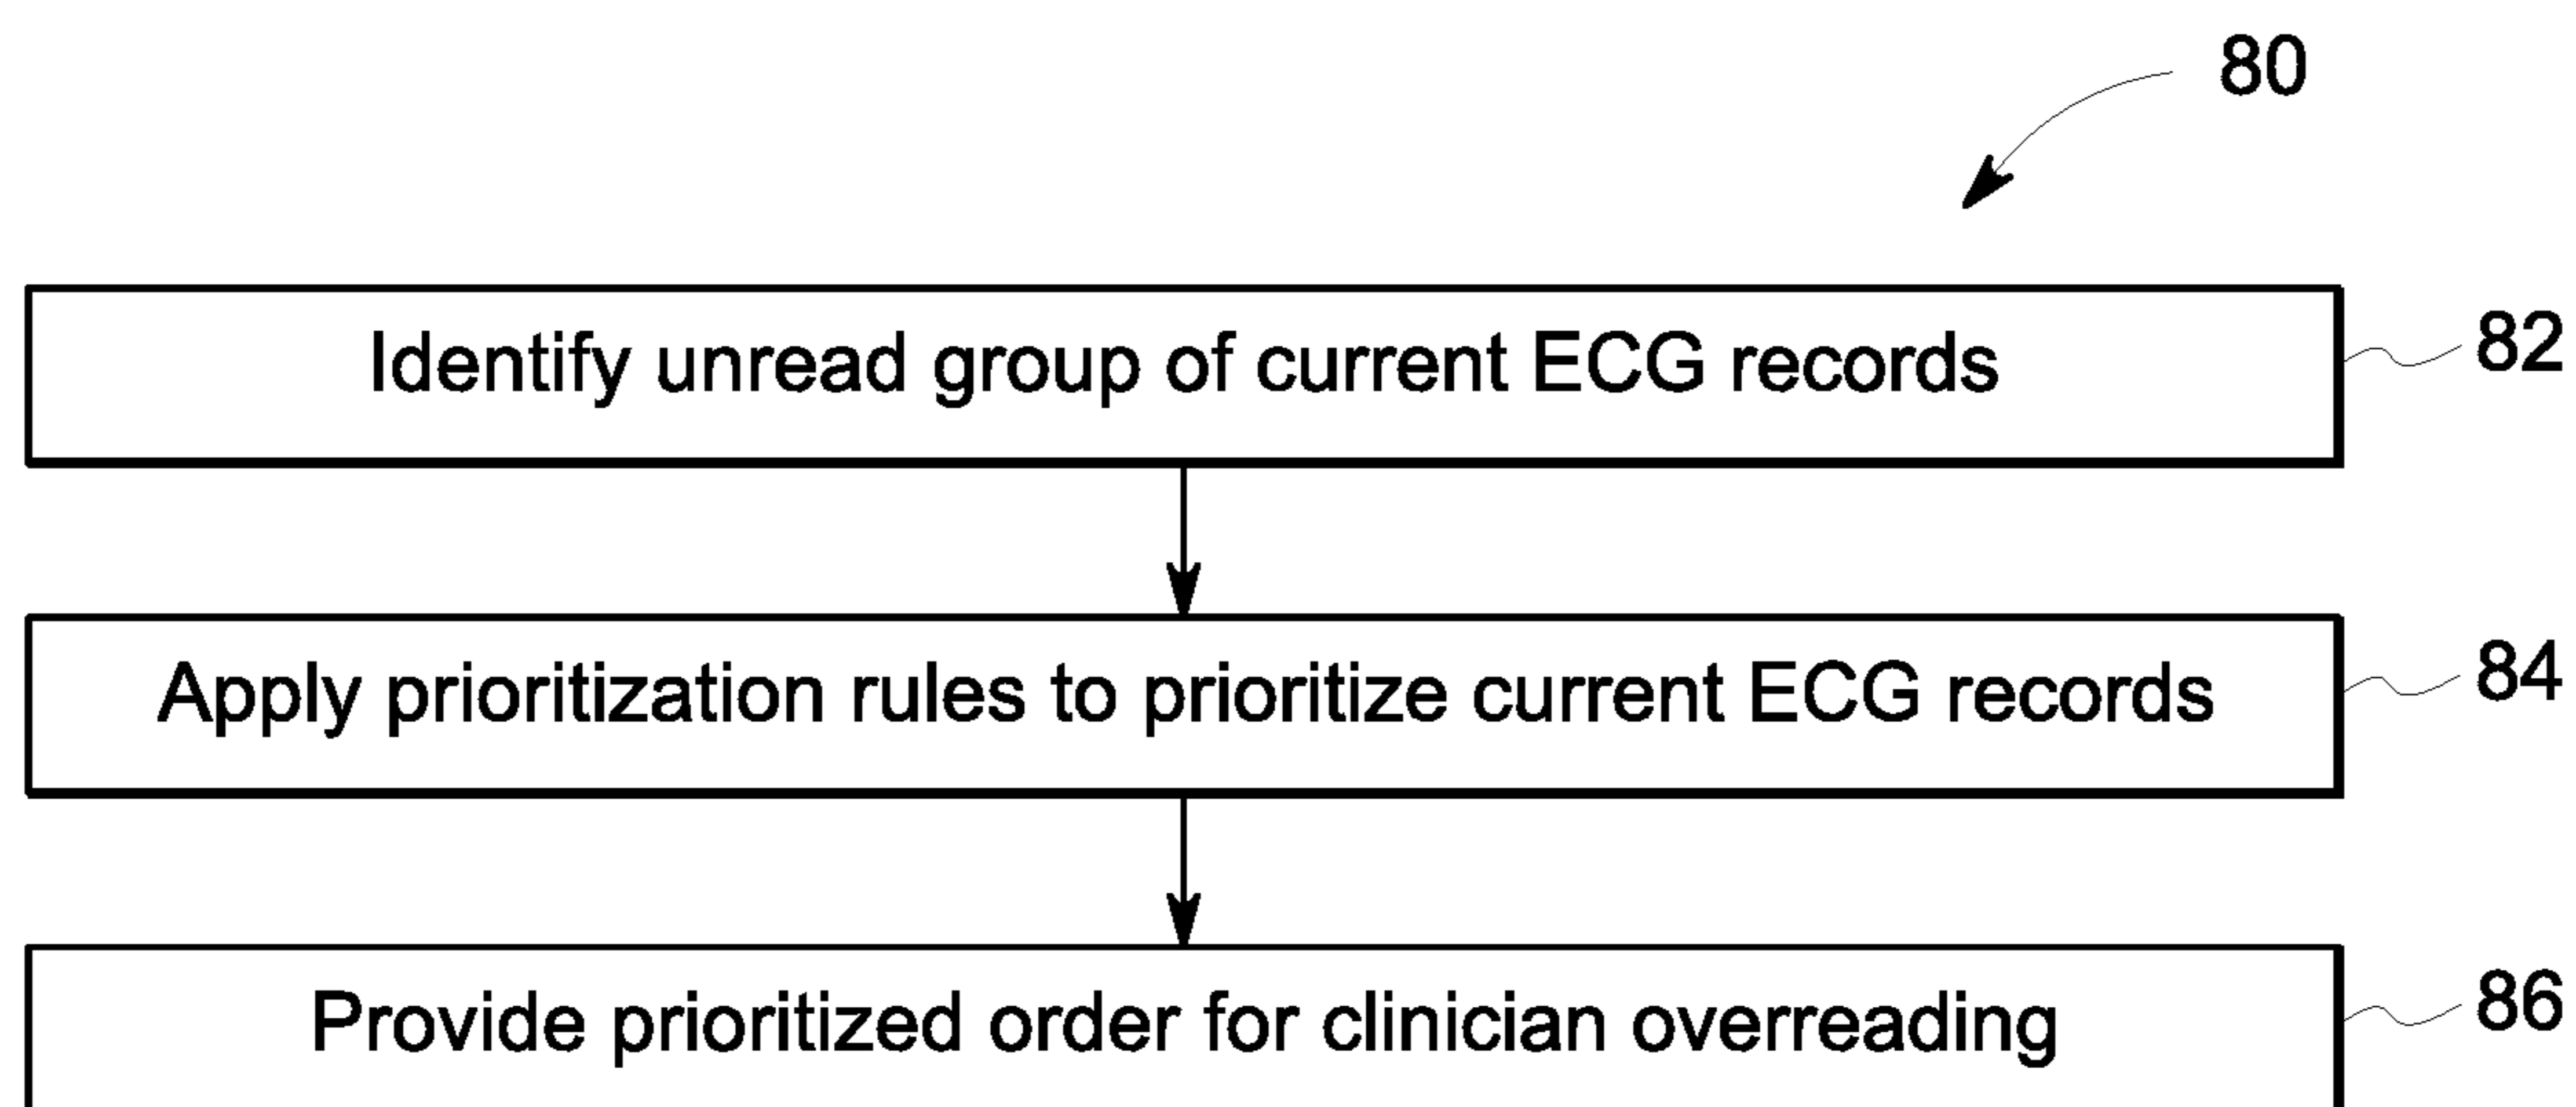 80
Identify unread group of current ECG records
82
Apply prioritization rules to prioritize current ECG records
84
Provide prioritized order for clinician overreading
86